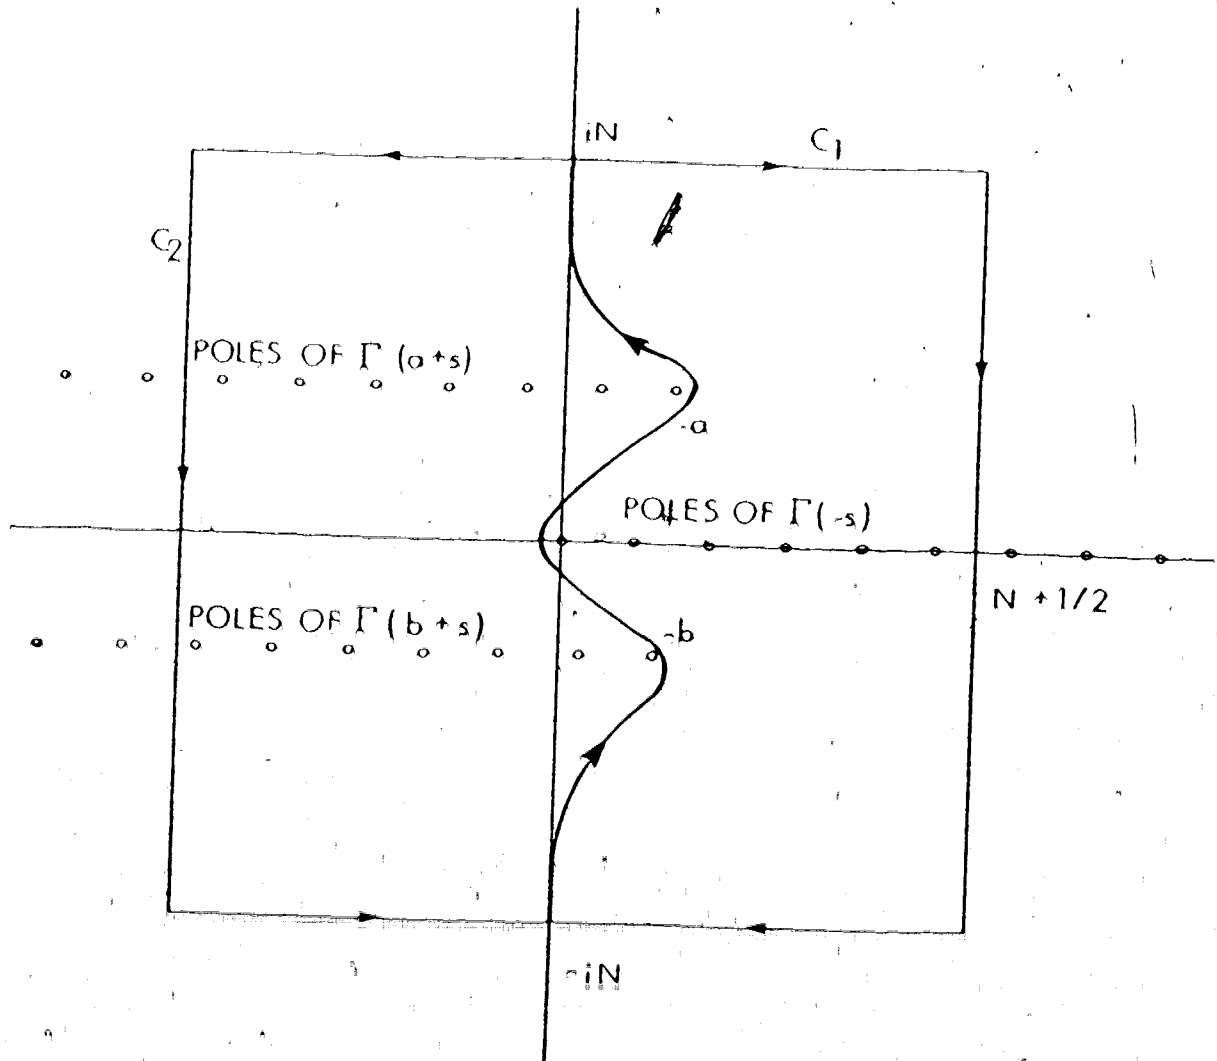 iN
C1
C2
POLES OF Γ (a+s)
-a
POLES OF Γ(-s)
N + 1/2
POLES OF Γ (b+s)
-b
-iN